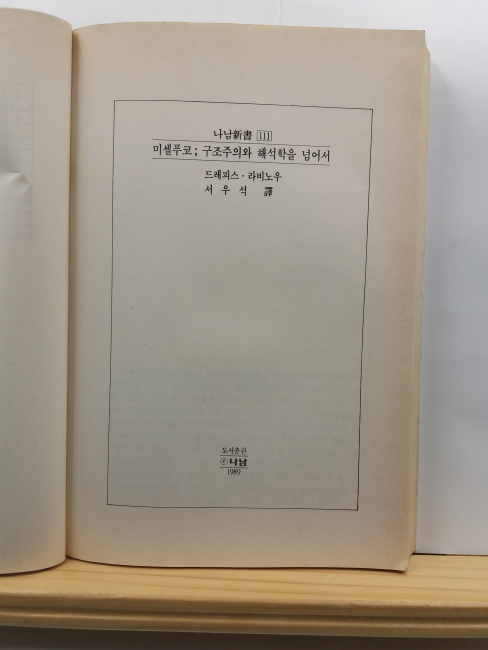 나남新書 111
미셸푸코; 구조주의와 해석학을 넘어서
드레피스·라비노우
서우석 譯
도서출판
ⓒ나남
1989